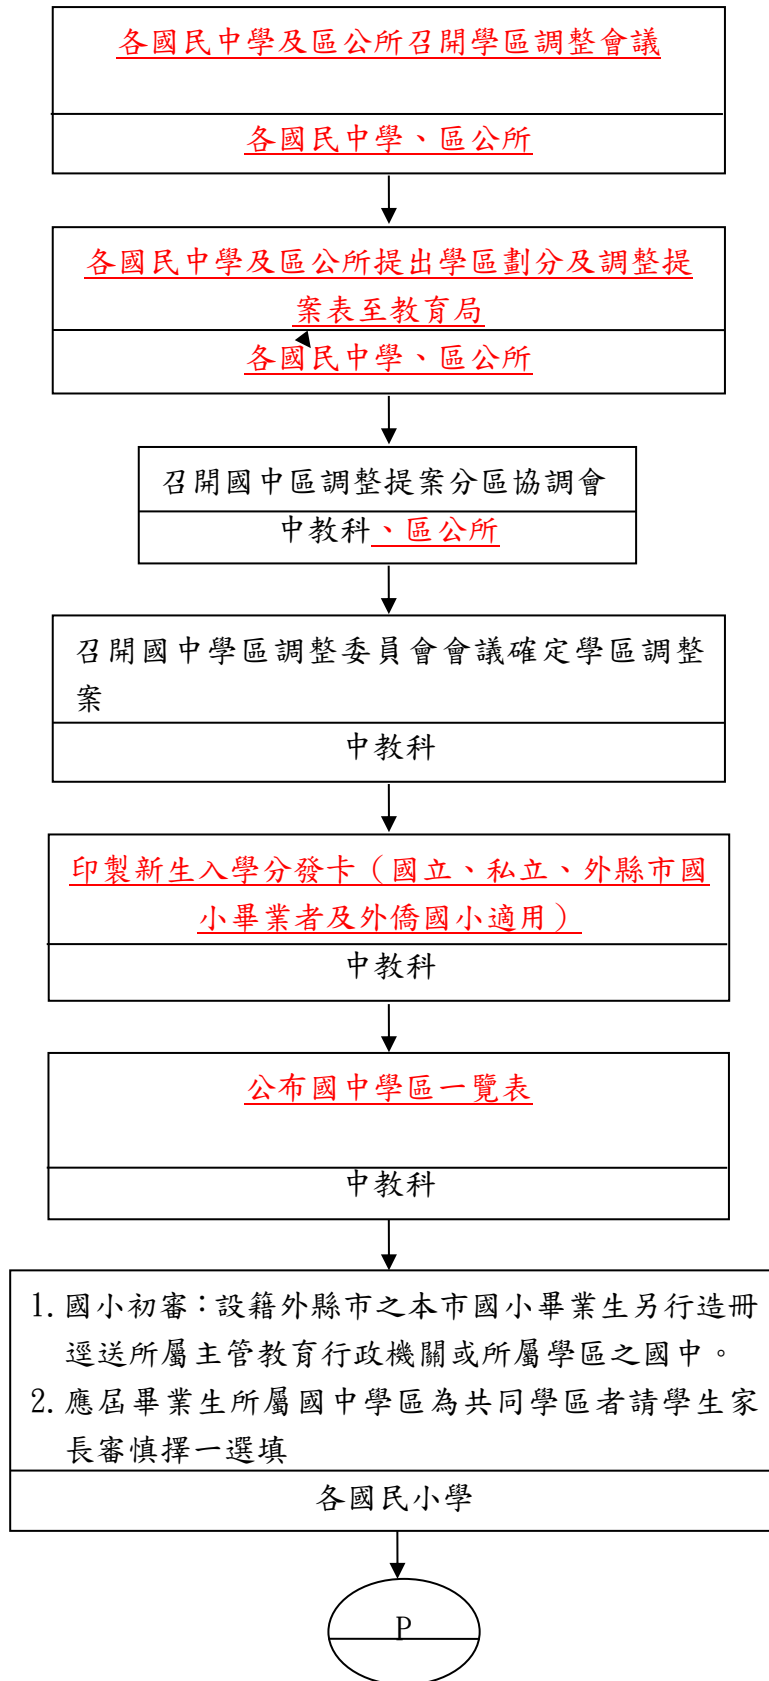 各國民中學及區公所召開學區調整會議
各國民中學、區公所
各國民中學及區公所提出學區劃分及調整提
案表至教育局
各國民中學、區公所
召開國中區調整提案分區協調會
中教科、區公所
召開國中學區調整委員會會議確定學區調整
案
中教科
印製新生入學分發卡（國立、私立、外縣市國
小畢業者及外僑國小適用）
中教科
公布國中學區一覽表
中教科
1.國小初審：設籍外縣市之本市國小畢業生另行造冊
逕送所屬主管教育行政機關或所屬學區之國中。
2.應屆畢業生所屬國中學區為共同學區者請學生家
長審慎擇一選填
各國民小學
P